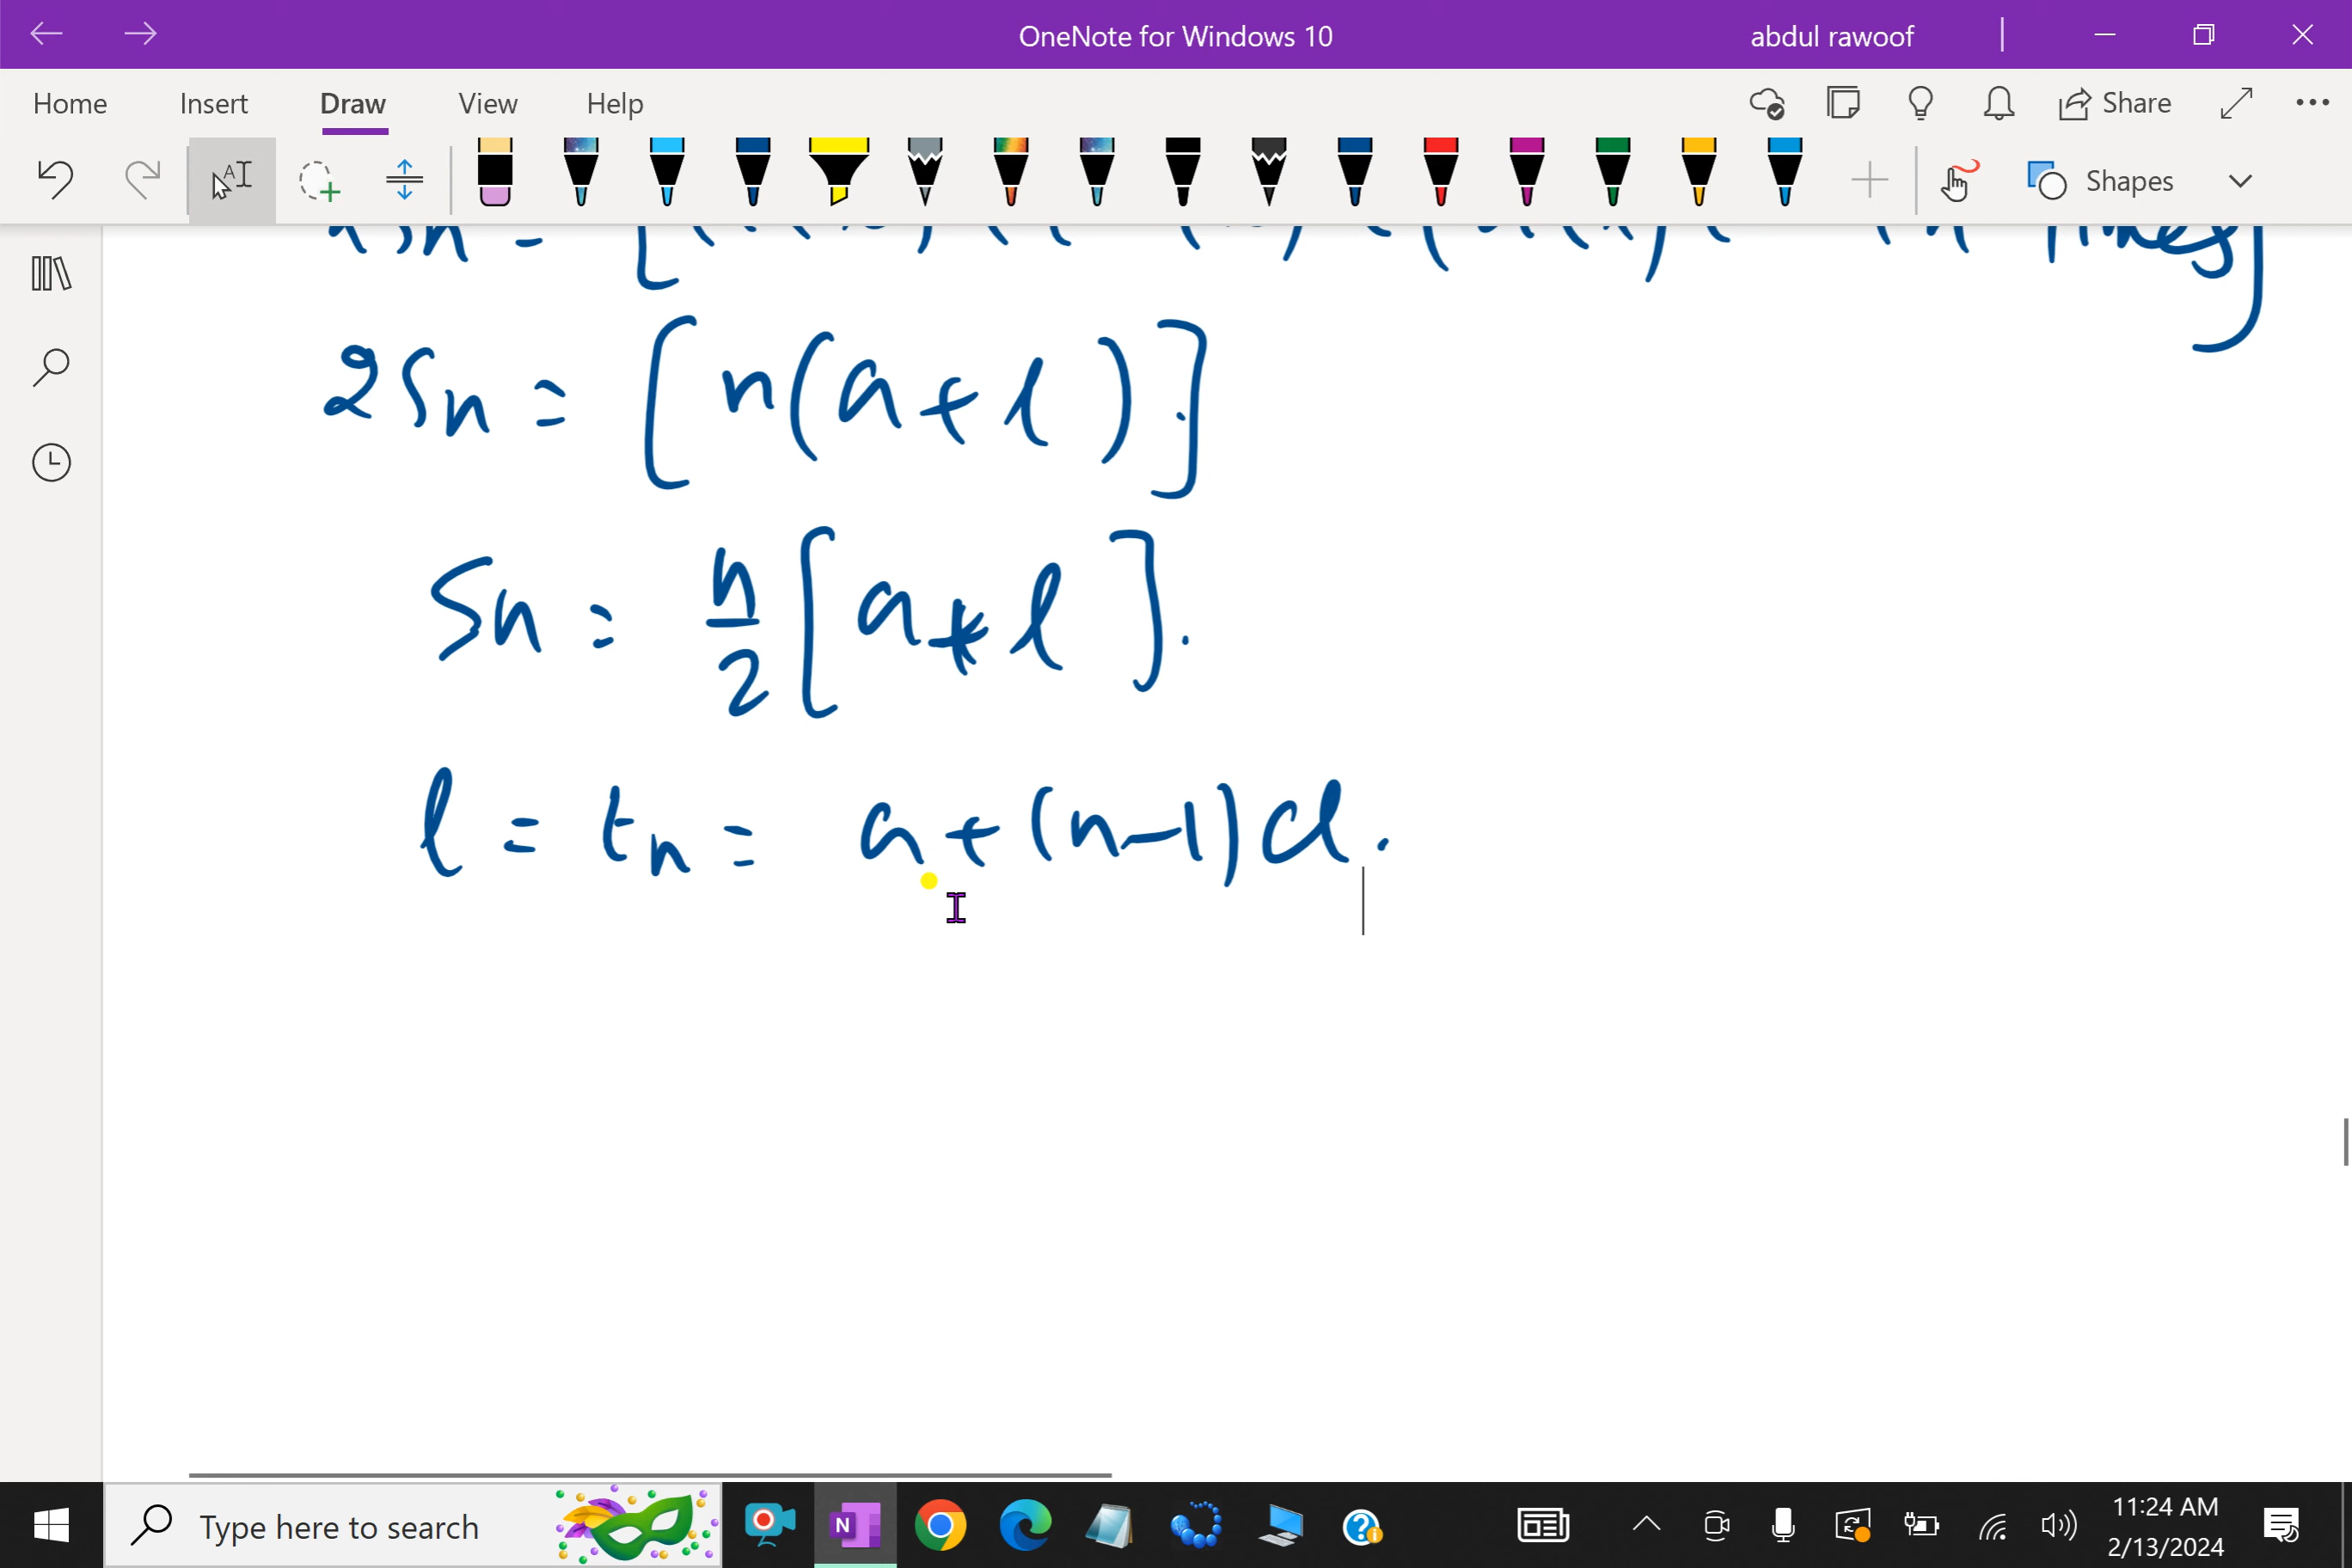 OneNote for Windows 10
abdul rawoof
Home Insert Draw View Help
Share
Shapes
2Sn = [n(a+l)].
Sn = n/2 [a+l].
l = tn = a+(n-1)d.
Type here to search
11:24 AM
2/13/2024